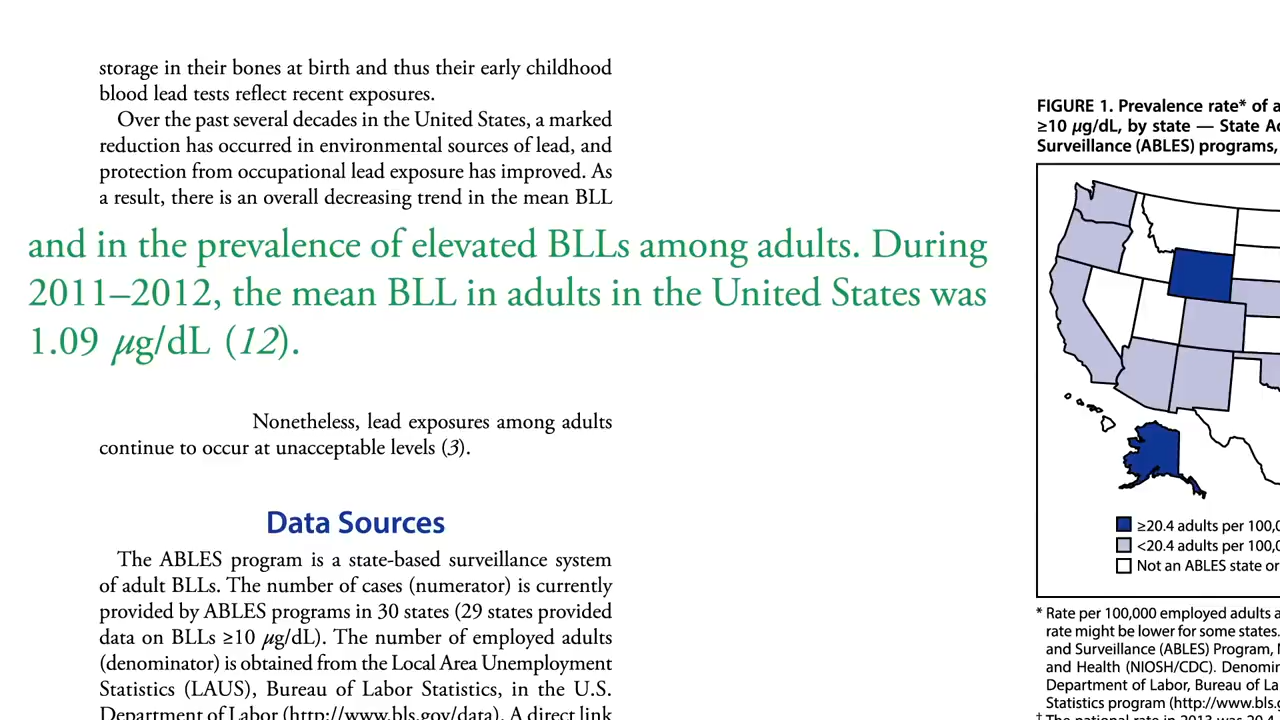 storage in their bones at birth and thus their early childhood
blood lead tests reflect recent exposures.
Over the past several decades in the United States, a marked
reduction has occurred in environmental sources of lead, and
protection from occupational lead exposure has improved. As
a result, there is an overall decreasing trend in the mean BLL
and in the prevalence of elevated BLLs among adults. During
2011–2012, the mean BLL in adults in the United States was
1.09 µg/dL (12).
Nonetheless, lead exposures among adults
continue to occur at unacceptable levels (3).
Data Sources
The ABLES program is a state-based surveillance system
of adult BLLs. The number of cases (numerator) is currently
provided by ABLES programs in 30 states (29 states provided
data on BLLs ≥10 µg/dL). The number of employed adults
(denominator) is obtained from the Local Area Unemployment
Statistics (LAUS), Bureau of Labor Statistics, in the U.S.
Department of Labor (http://www.bls.gov/data). A direct link
FIGURE 1. Prevalence rate* of a
≥10 µg/dL, by state — State A
Surveillance (ABLES) programs,
≥20.4 adults per 100,0
<20.4 adults per 100,0
Not an ABLES state or
* Rate per 100,000 employed adults a
rate might be lower for some states.
and Surveillance (ABLES) Program,
and Health (NIOSH/CDC). Denomin
Department of Labor, Bureau of La
Statistics program (http://www.bls.g
† The national rate in 2013 was 20.4